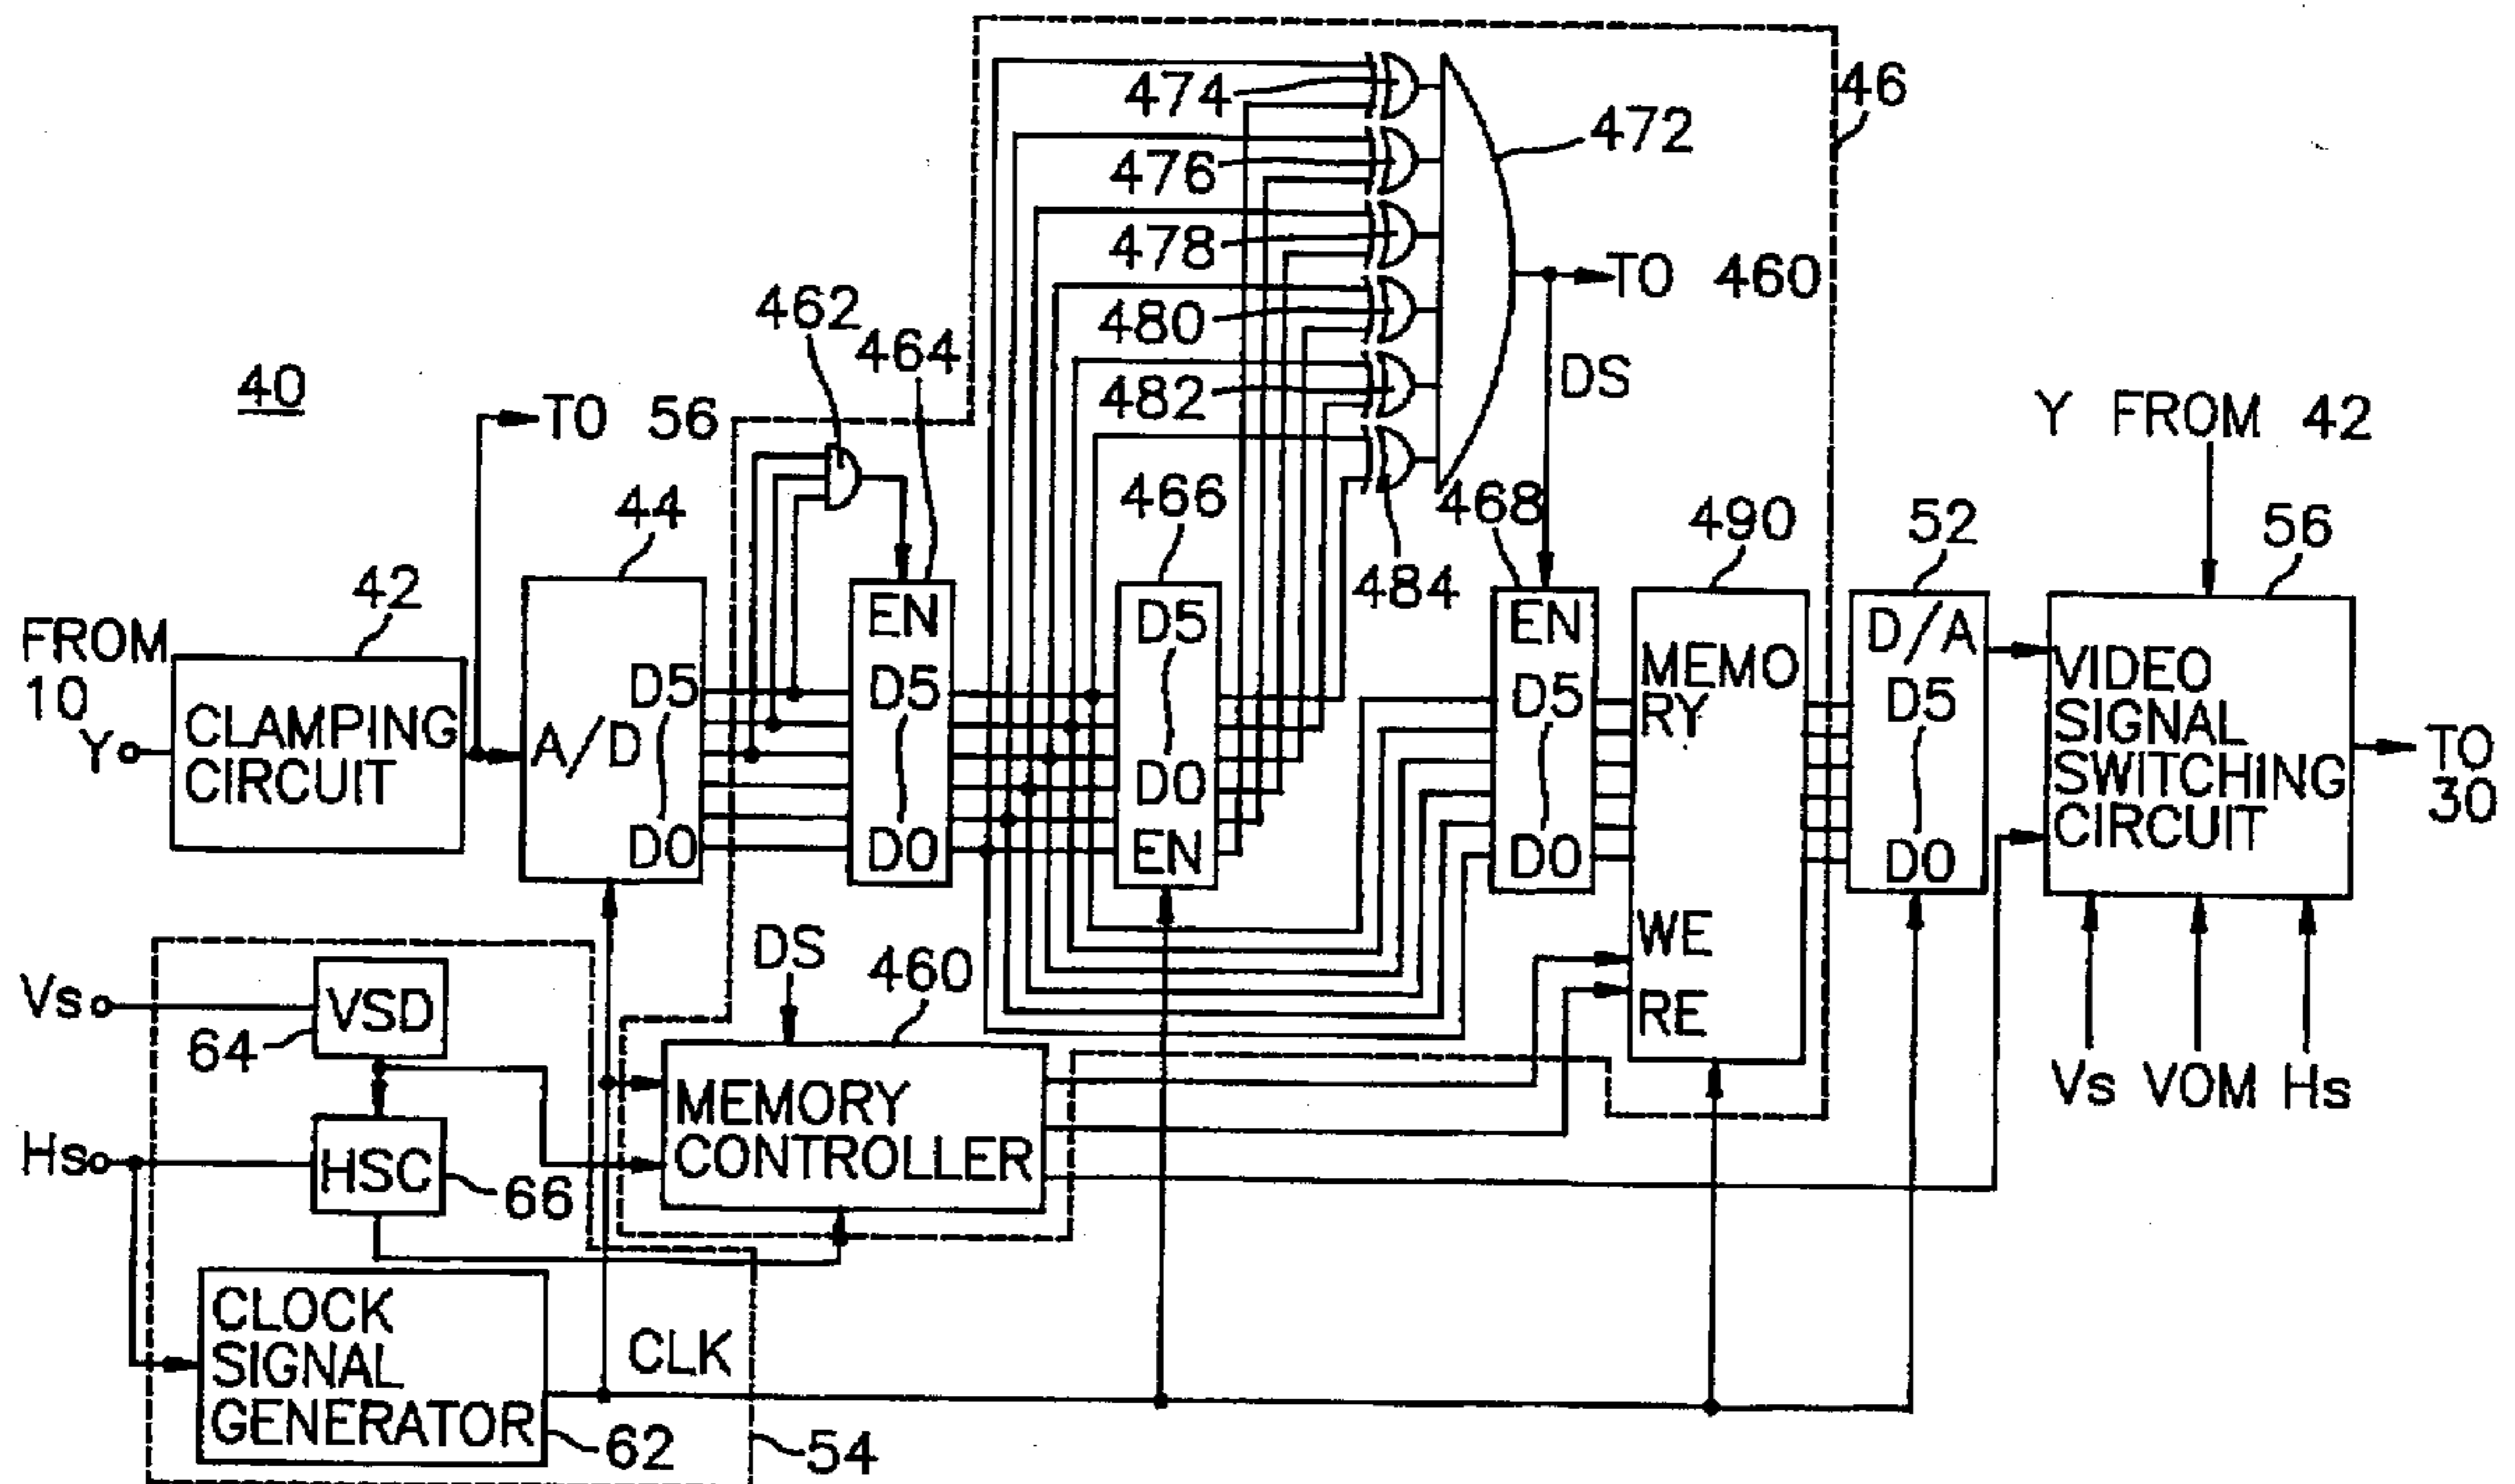 46
474
472
476
478
TO 460
462
480
464
DS
40
482
TO 56
Y FROM 42
44
466
468
490
52
56
42
484
FROM
10
Y
CLAMPING
CIRCUIT
A/D
D5
D0
EN
D5
D0
D5
D0
EN
EN
D5
D0
MEMO
RY
WE
RE
D/A
D5
D0
VIDEO
SIGNAL
SWITCHING
CIRCUIT
TO
30
DS
460
Vs
VSD
64
MEMORY
CONTROLLER
Vs VOM Hs
Hs
HSC
66
CLOCK
SIGNAL
GENERATOR
CLK
62
54